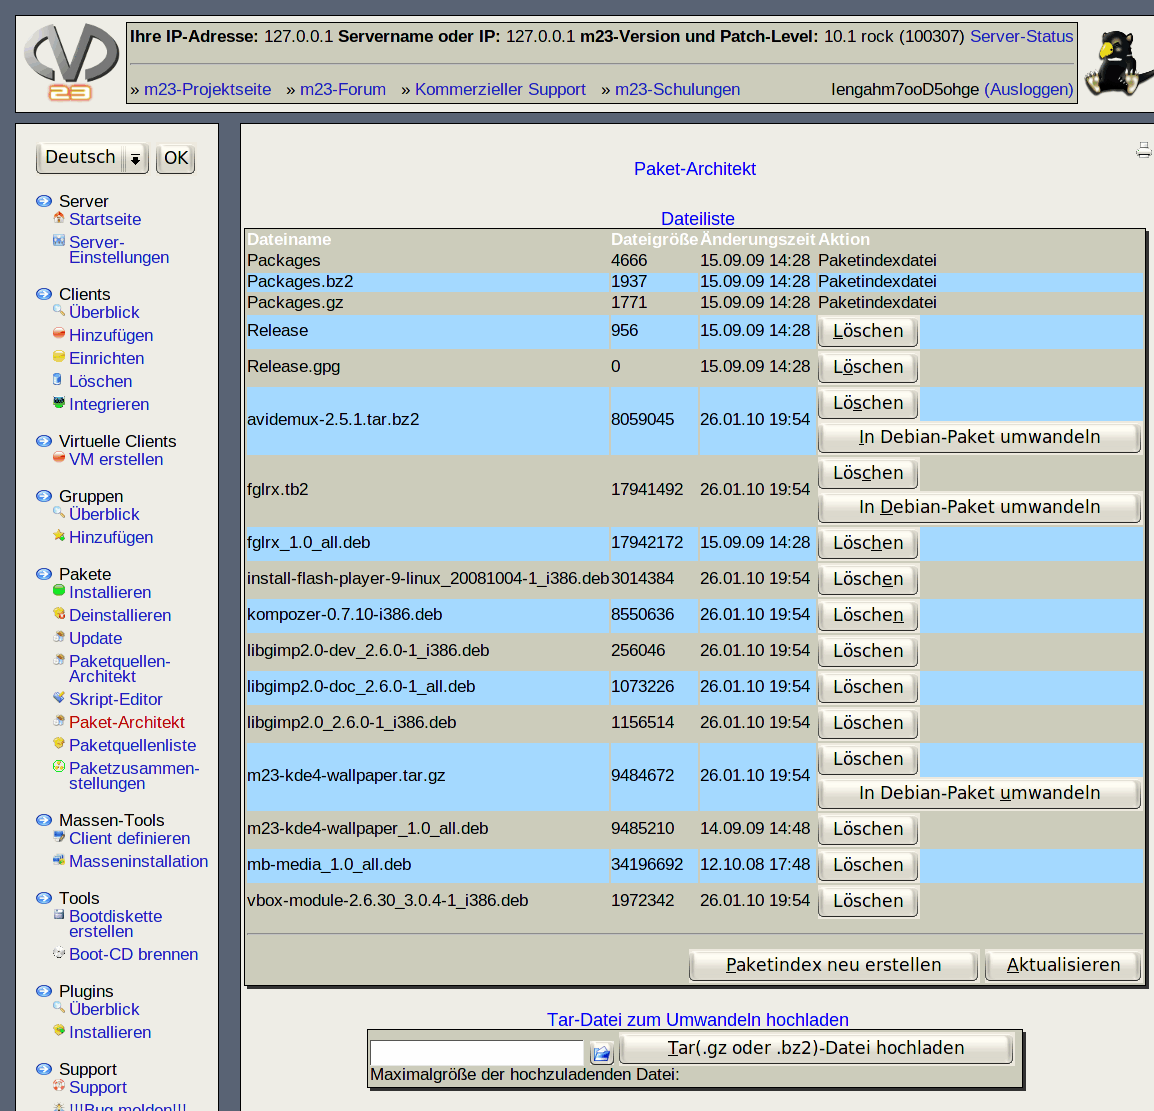 Ihre IP-Adresse: 127.0.0.1 Servername oder IP: 127.0.0.1 m23-Version und Patch-Level: 10.1 rock (100307) Server-Status
» m23-Projektseite » m23-Forum » Kommerzieller Support » m23-Schulungen Iengahm7ooD5ohge (Ausloggen)
23
Deutsch OK
Server
Startseite
Server-
Einstellungen
Clients
Überblick
Hinzufügen
Einrichten
Löschen
Integrieren
Virtuelle Clients
VM erstellen
Gruppen
Überblick
Hinzufügen
Pakete
Installieren
Deinstallieren
Update
Paketquellen-
Architekt
Skript-Editor
Paket-Architekt
Paketquellenliste
Paketzusammen-
stellungen
Massen-Tools
Client definieren
Masseninstallation
Tools
Bootdiskette
erstellen
Boot-CD brennen
Plugins
Überblick
Installieren
Support
Support
!!!Bug melden!!!
Paket-Architekt
Dateiliste
Dateiname Dateigröße Änderungszeit Aktion
Packages 4666 15.09.09 14:28 Paketindexdatei
Packages.bz2 1937 15.09.09 14:28 Paketindexdatei
Packages.gz 1771 15.09.09 14:28 Paketindexdatei
Release 956 15.09.09 14:28 Löschen
Release.gpg 0 15.09.09 14:28 Löschen
avidemux-2.5.1.tar.bz2 8059045 26.01.10 19:54 Löschen
In Debian-Paket umwandeln
fglrx.tb2 17941492 26.01.10 19:54 Löschen
In Debian-Paket umwandeln
fglrx_1.0_all.deb 17942172 15.09.09 14:28 Löschen
install-flash-player-9-linux_20081004-1_i386.deb 3014384 26.01.10 19:54 Löschen
kompozer-0.7.10-i386.deb 8550636 26.01.10 19:54 Löschen
libgimp2.0-dev_2.6.0-1_i386.deb 256046 26.01.10 19:54 Löschen
libgimp2.0-doc_2.6.0-1_all.deb 1073226 26.01.10 19:54 Löschen
libgimp2.0_2.6.0-1_i386.deb 1156514 26.01.10 19:54 Löschen
m23-kde4-wallpaper.tar.gz 9484672 26.01.10 19:54 Löschen
In Debian-Paket umwandeln
m23-kde4-wallpaper_1.0_all.deb 9485210 14.09.09 14:48 Löschen
mb-media_1.0_all.deb 34196692 12.10.08 17:48 Löschen
vbox-module-2.6.30_3.0.4-1_i386.deb 1972342 26.01.10 19:54 Löschen
Paketindex neu erstellen Aktualisieren
Tar-Datei zum Umwandeln hochladen
Tar(.gz oder .bz2)-Datei hochladen
Maximalgröße der hochzuladenden Datei: